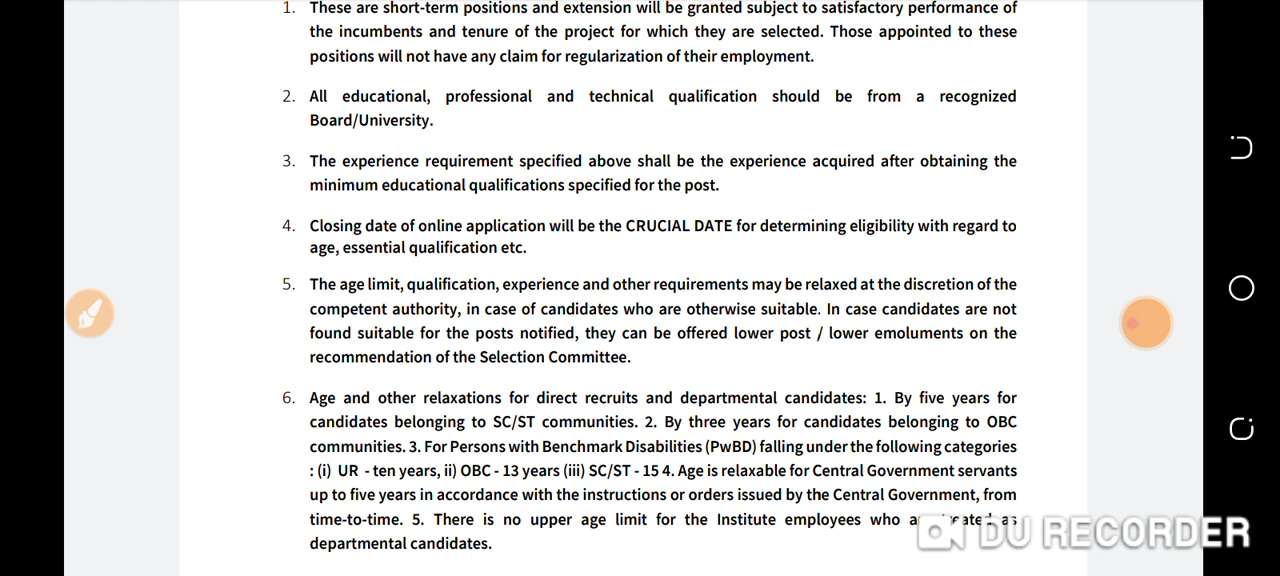 1. These are short-term positions and extension will be granted subject to satisfactory performance of
the incumbents and tenure of the project for which they are selected. Those appointed to these
positions will not have any claim for regularization of their employment.
2. All educational, professional and technical qualification should be from a recognized
Board/University.
3. The experience requirement specified above shall be the experience acquired after obtaining the
minimum educational qualifications specified for the post.
4. Closing date of online application will be the CRUCIAL DATE for determining eligibility with regard to
age, essential qualification etc.
5. The age limit, qualification, experience and other requirements may be relaxed at the discretion of the
competent authority, in case of candidates who are otherwise suitable. In case candidates are not
found suitable for the posts notified, they can be offered lower post / lower emoluments on the
recommendation of the Selection Committee.
6. Age and other relaxations for direct recruits and departmental candidates: 1. By five years for
candidates belonging to SC/ST communities. 2. By three years for candidates belonging to OBC
communities. 3. For Persons with Benchmark Disabilities (PwBD) falling under the following categories
: (i) UR - ten years, ii) OBC - 13 years (iii) SC/ST - 15 4. Age is relaxable for Central Government servants
up to five years in accordance with the instructions or orders issued by the Central Government, from
time-to-time. 5. There is no upper age limit for the Institute employees who as
departmental candidates.
DU RECORDER